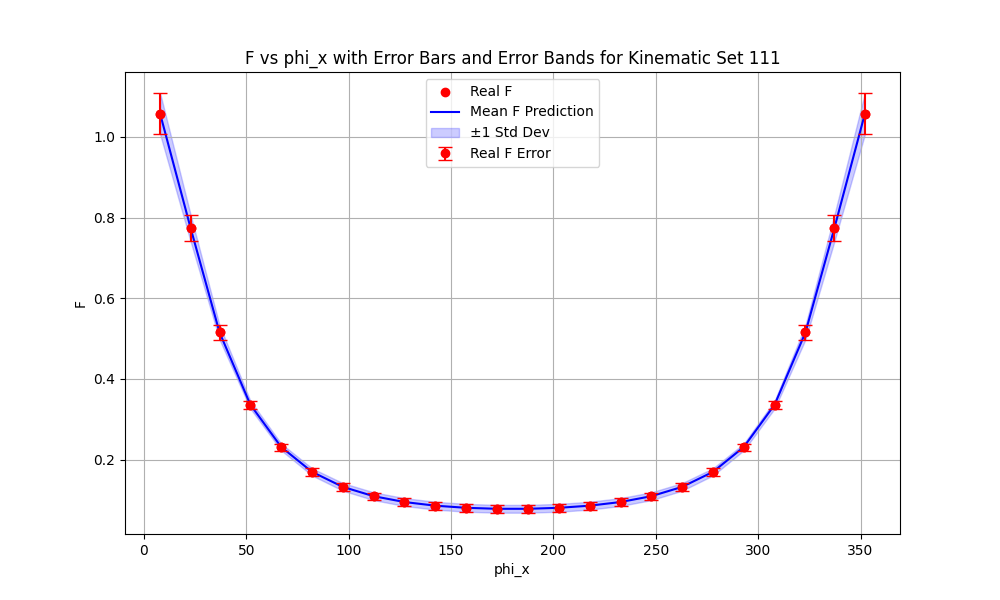 F vs phi_x with Error Bars and Error Bands for Kinematic Set 111
Real F
Mean F Prediction
±1 Std Dev
Real F Error
1.0
0.8
0.6
0.4
0.2
F
0 50 100 150 200 250 300 350
phi_x